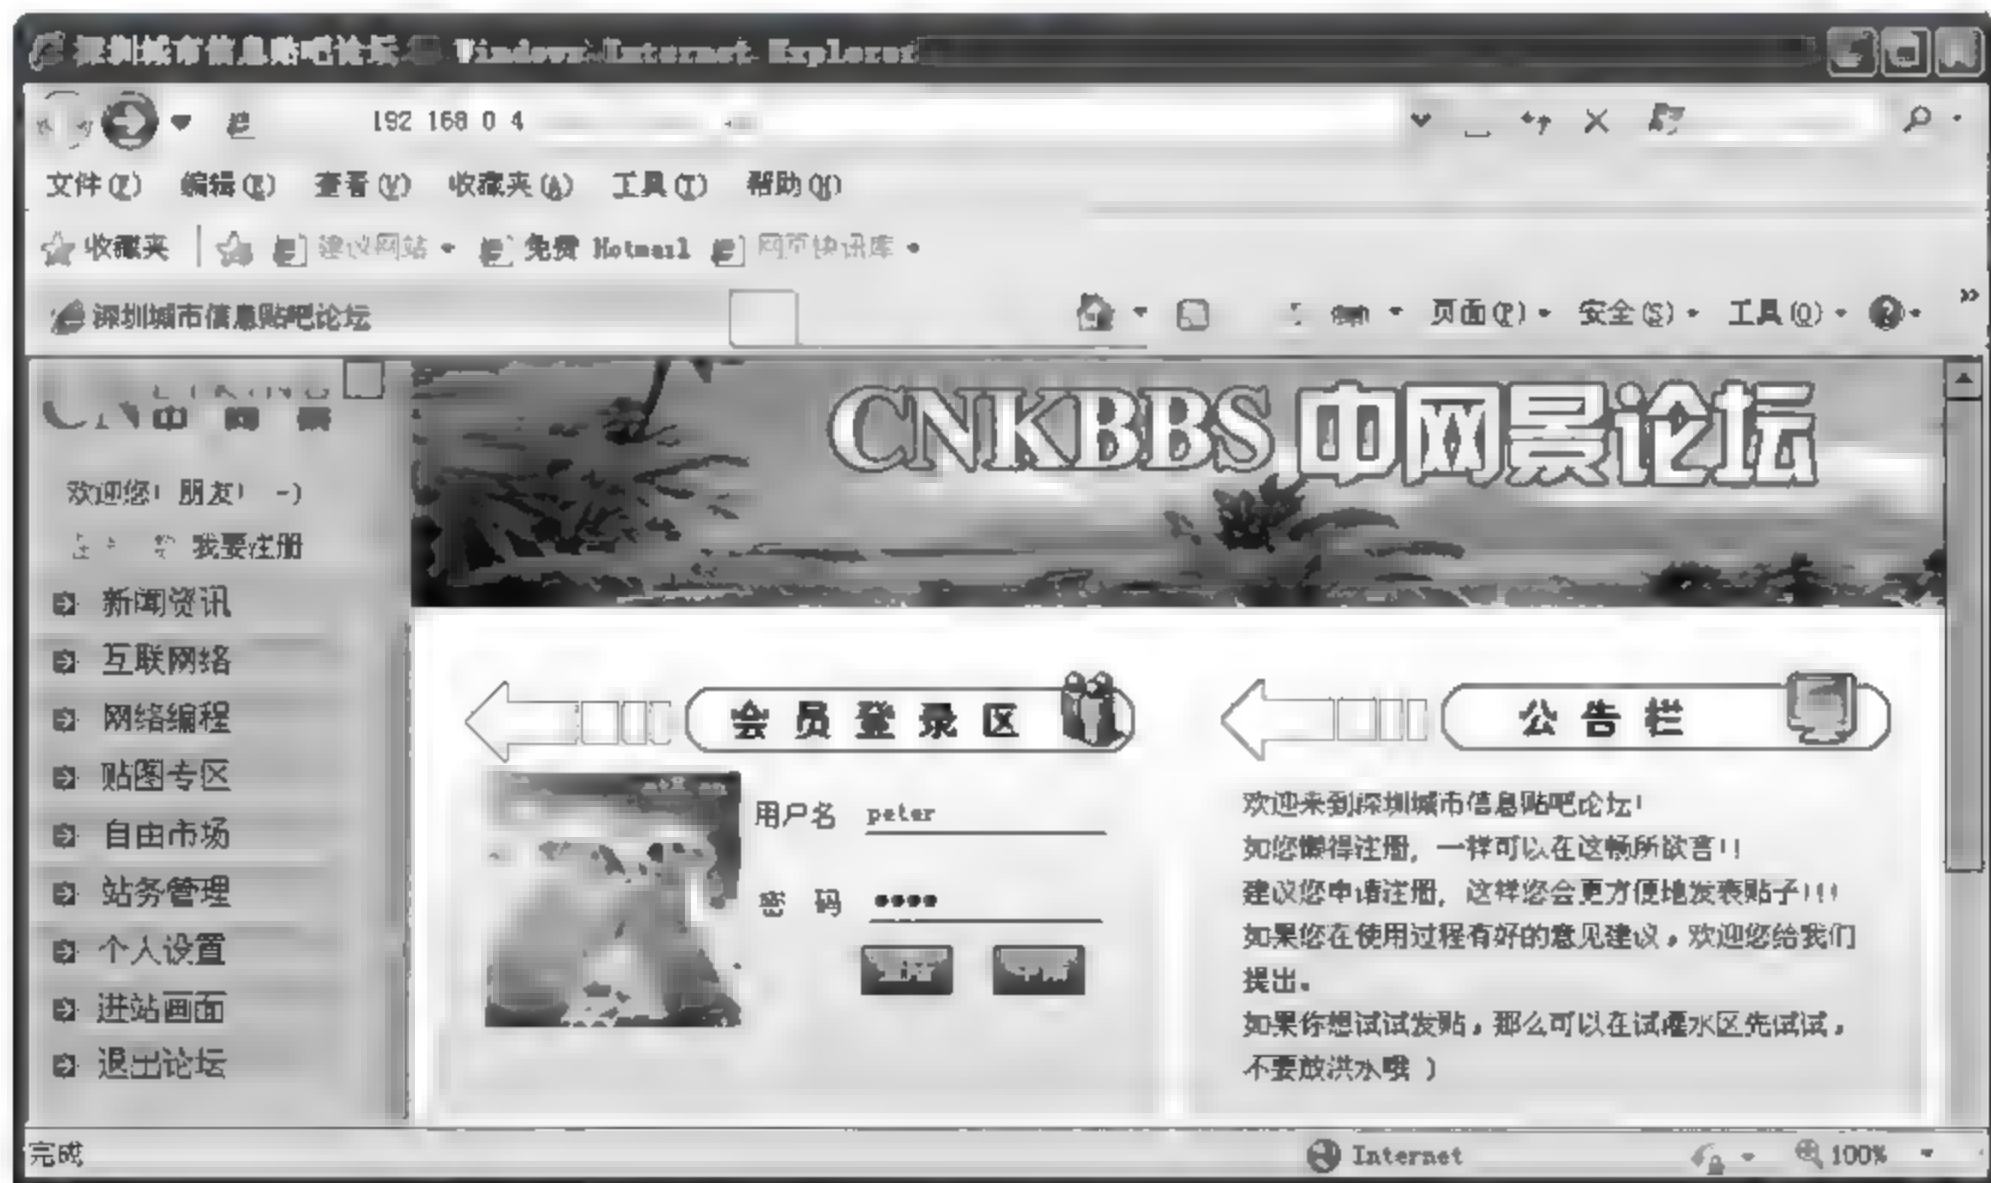 深圳城市信息贴吧论坛 Windows Internet Explorer
192 168 0 4
文件(F) 编辑(E) 查看(V) 收藏夹(A) 工具(T) 帮助(H)
收藏夹 建议网站 免费 Hotmail 网页快讯库
深圳城市信息贴吧论坛 页面(P) 安全(S) 工具(O) »
中 网 景
CNKBBS 中网景论坛
欢迎您! 朋友! -)
我要注册
新闻资讯
互联网络
网络编程
贴图专区
自由市场
站务管理
个人设置
进站画面
退出论坛
会员登录区
用户名 peter
密 码 ●●●●
公告栏
欢迎来到深圳城市信息贴吧论坛!
如您懒得注册, 一样可以在这畅所欲言!!
建议您申请注册, 这样您会更方便地发表贴子!!!
如果您在使用过程有好的意见建议,欢迎您给我们
提出。
如果你想试试发贴,那么可以在试灌水区先试试,
不要放洪水哦 )
完成 Internet 100%